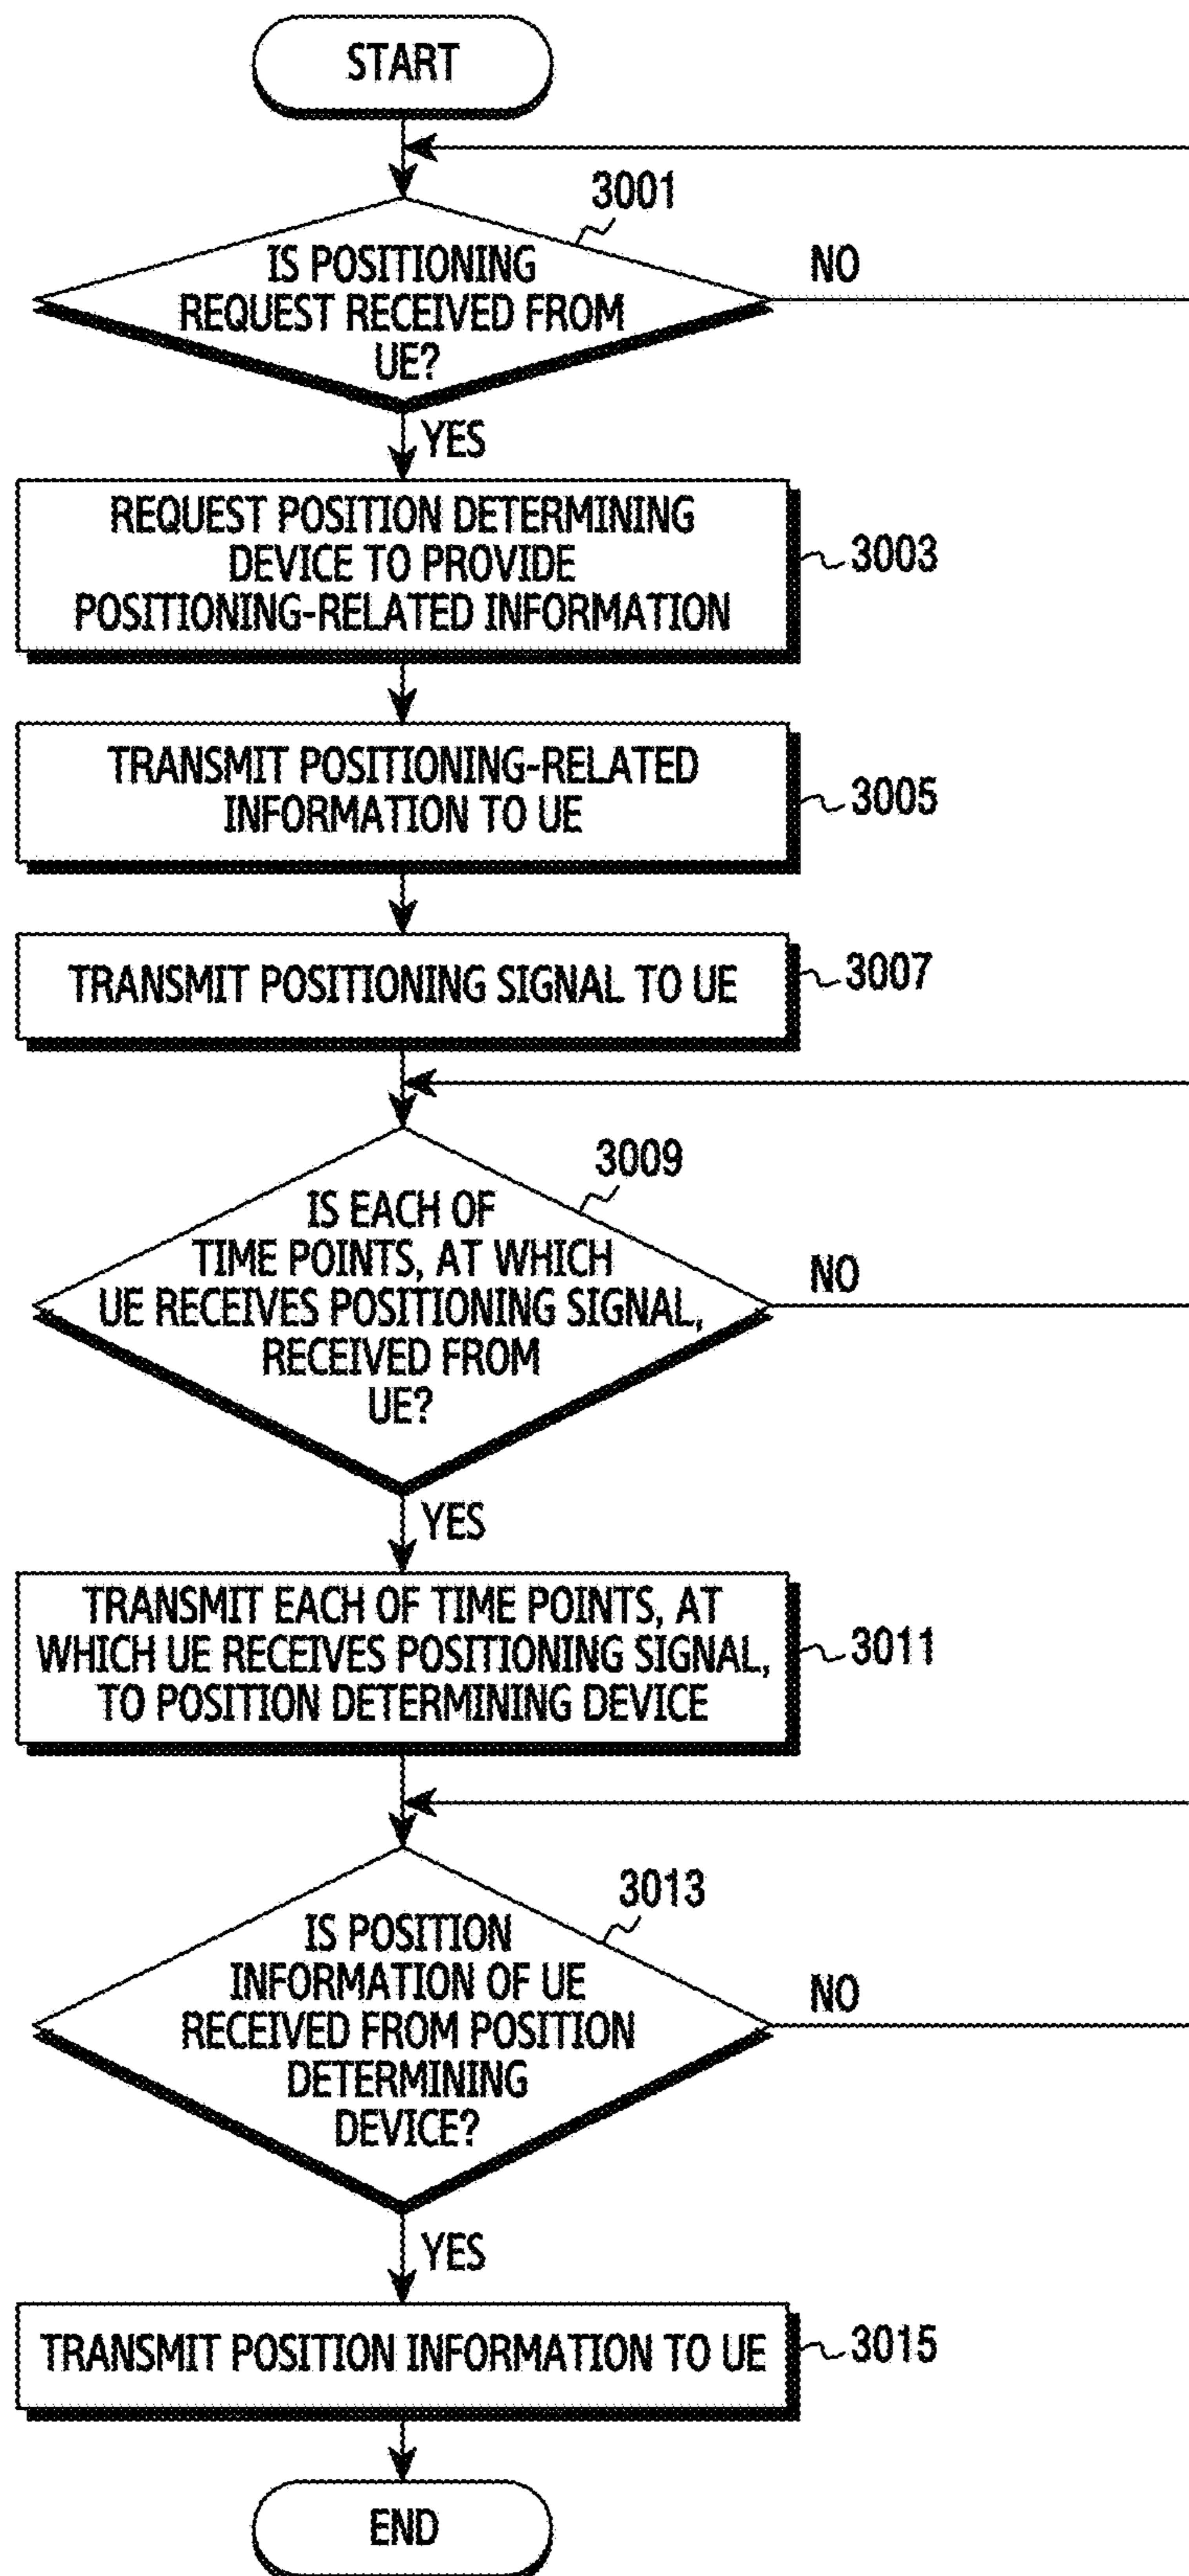 START
3001
IS POSITIONING
REQUEST RECEIVED FROM
UE?
NO
YES
REQUEST POSITION DETERMINING
DEVICE TO PROVIDE
POSITIONING-RELATED INFORMATION
3003
TRANSMIT POSITIONING-RELATED
INFORMATION TO UE
3005
TRANSMIT POSITIONING SIGNAL TO UE
3007
3009
IS EACH OF
TIME POINTS, AT WHICH
UE RECEIVES POSITIONING SIGNAL,
RECEIVED FROM
UE?
NO
YES
TRANSMIT EACH OF TIME POINTS, AT
WHICH UE RECEIVES POSITIONING SIGNAL,
TO POSITION DETERMINING DEVICE
3011
3013
IS POSITION
INFORMATION OF UE
RECEIVED FROM POSITION
DETERMINING
DEVICE?
NO
YES
TRANSMIT POSITION INFORMATION TO UE
3015
END